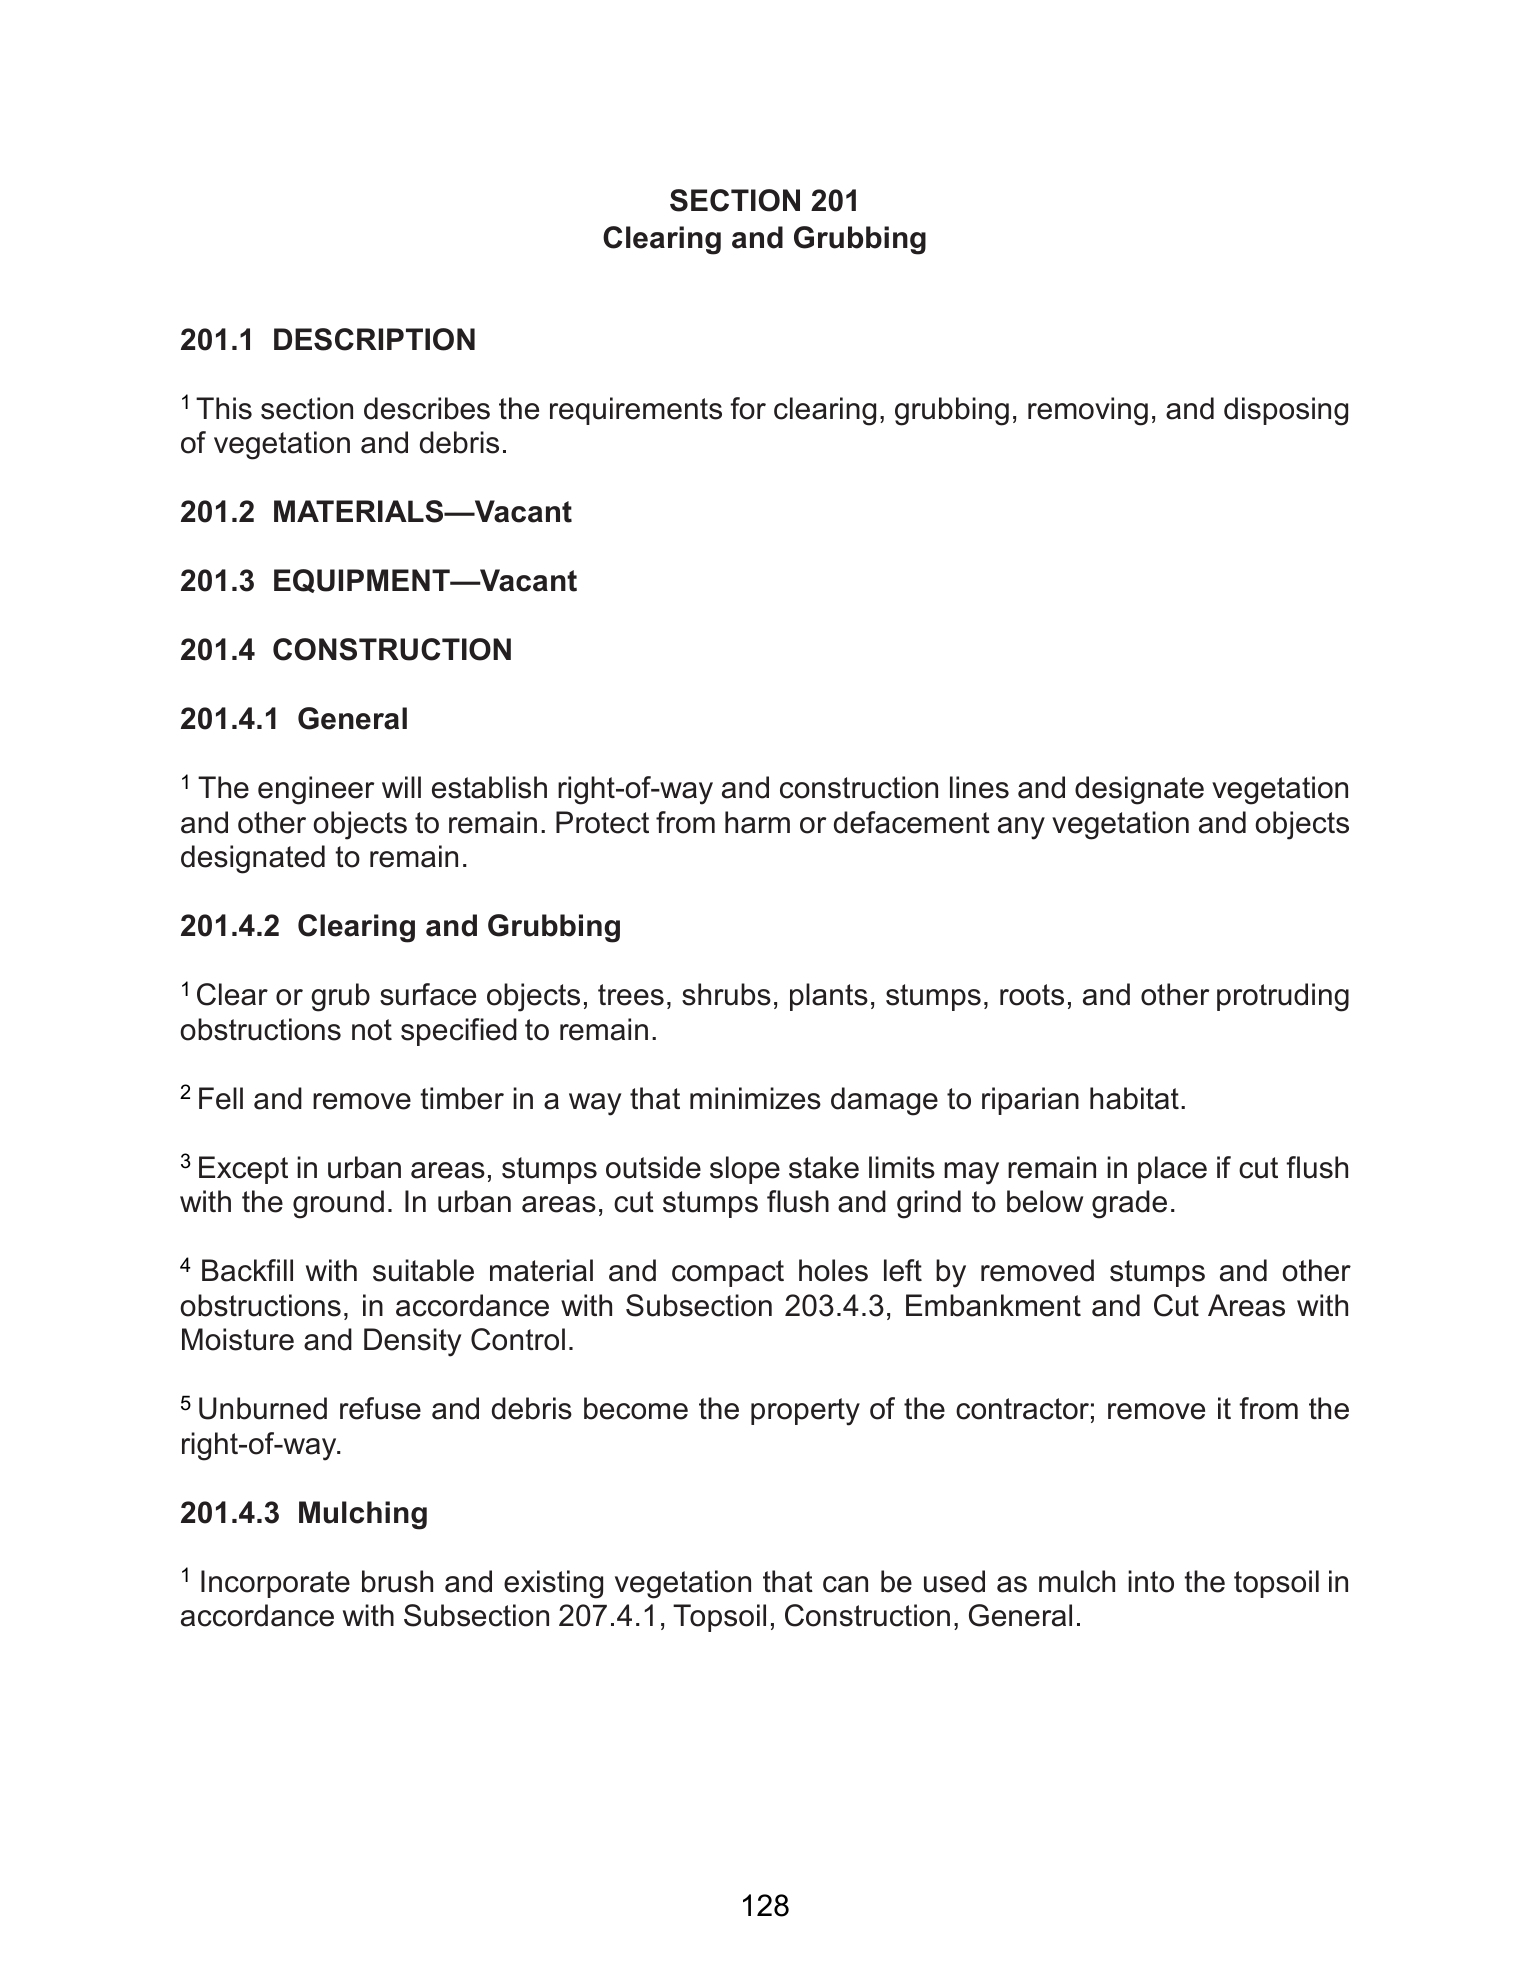 SECTION 201
Clearing and Grubbing
201.1 DESCRIPTION
1 This section describes the requirements for clearing, grubbing, removing, and disposing
of vegetation and debris.
201.2 MATERIALS—Vacant
201.3 EQUIPMENT—Vacant
201.4 CONSTRUCTION
201.4.1 General
1 The engineer will establish right-of-way and construction lines and designate vegetation
and other objects to remain. Protect from harm or defacement any vegetation and objects
designated to remain.
201.4.2 Clearing and Grubbing
1 Clear or grub surface objects, trees, shrubs, plants, stumps, roots, and other protruding
obstructions not specified to remain.
2 Fell and remove timber in a way that minimizes damage to riparian habitat.
3 Except in urban areas, stumps outside slope stake limits may remain in place if cut flush
with the ground. In urban areas, cut stumps flush and grind to below grade.
4 Backfill with suitable material and compact holes left by removed stumps and other
obstructions, in accordance with Subsection 203.4.3, Embankment and Cut Areas with
Moisture and Density Control.
5 Unburned refuse and debris become the property of the contractor; remove it from the
right-of-way.
201.4.3 Mulching
1 Incorporate brush and existing vegetation that can be used as mulch into the topsoil in
accordance with Subsection 207.4.1, Topsoil, Construction, General.
128